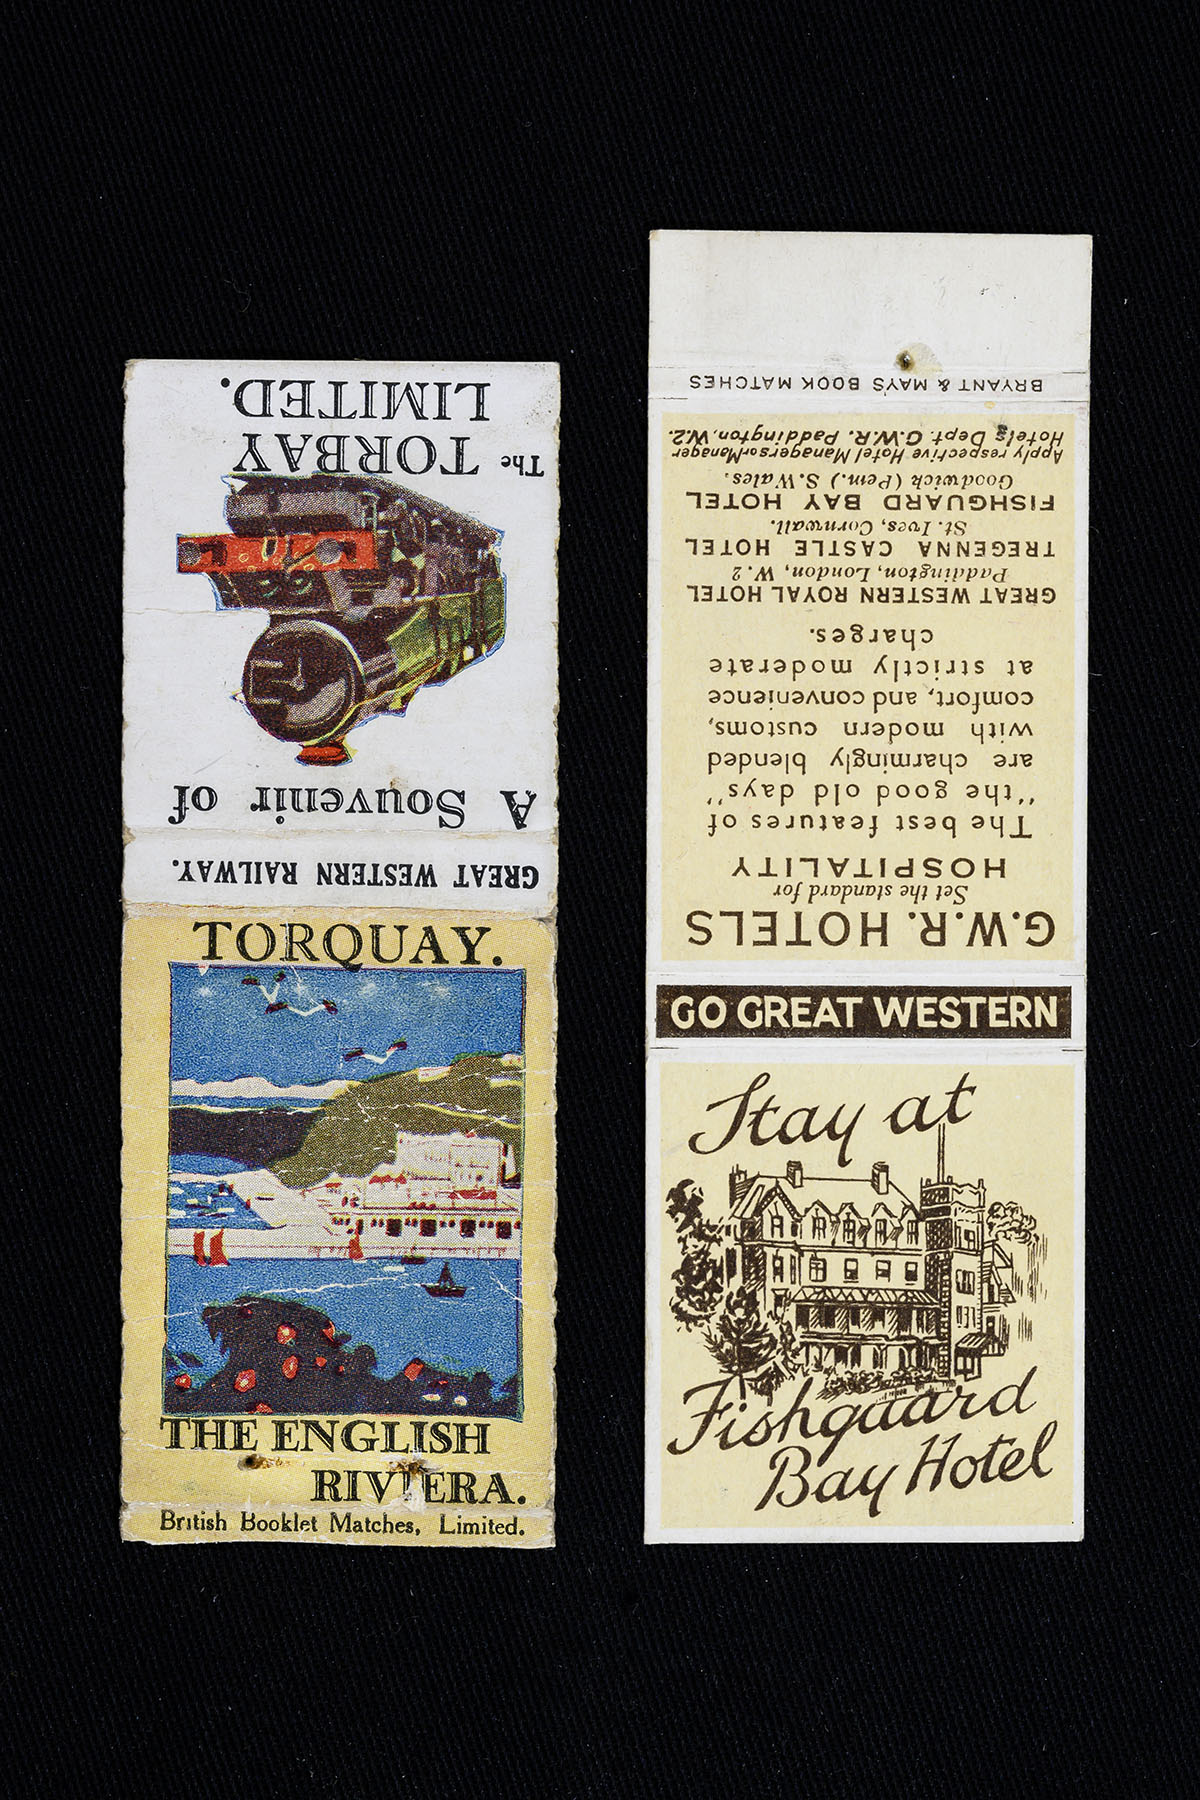 A Souvenir of
The TORBAY
LIMITED.
GREAT WESTERN RAILWAY.
TORQUAY.
THE ENGLISH
RIVIERA.
British Booklet Matches, Limited.
G.W.R. HOTELS
Set the standard for
HOSPITALITY
The best features of
"the good old days"
are charmingly blended
with modern customs,
comfort, and convenience
at strictly moderate
charges.
GREAT WESTERN ROYAL HOTEL
Paddington, London, W. 2
TREGENNA CASTLE HOTEL
St. Ives, Cornwall.
FISHGUARD BAY HOTEL
Goodwick (Pem.) S. Wales.
Apply respective Hotel Managers or Manager
Hotels Dept. G.W.R. Paddington, W.2.
BRYANT & MAY'S BOOK MATCHES
GO GREAT WESTERN
Stay at
Fishguard
Bay Hotel